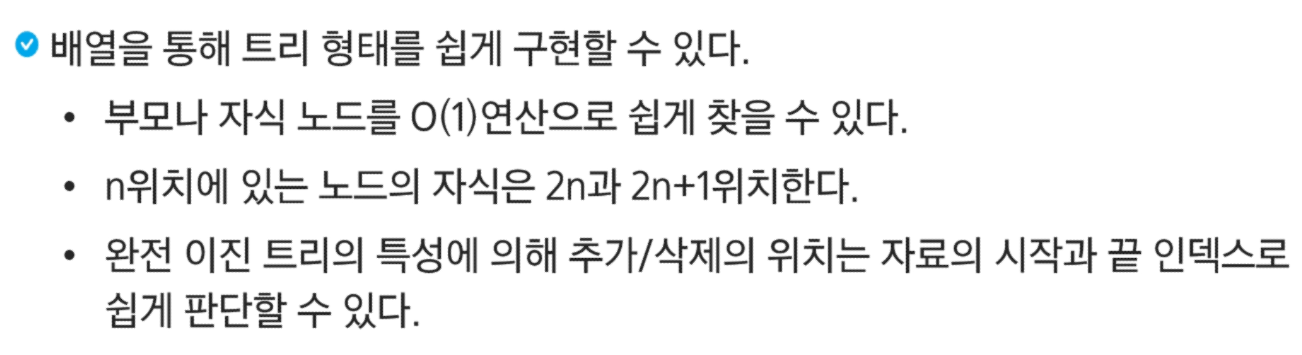 배열을 통해 트리 형태를 쉽게 구현할 수 있다.
• 부모나 자식 노드를 O(1)연산으로 쉽게 찾을 수 있다.
• n위치에 있는 노드의 자식은 2n과 2n+1위치한다.
• 완전 이진 트리의 특성에 의해 추가/삭제의 위치는 자료의 시작과 끝 인덱스로
쉽게 판단할 수 있다.